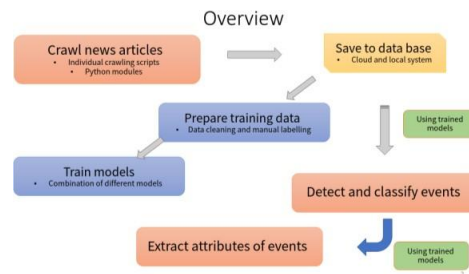 Overview
Crawl news articles
• Individual crawling scripts
• Python modules
Save to data base
• Cloud and local system
Prepare training data
• Data cleaning and manual labelling
Using trained
models
Train models
• Combination of different models
Detect and classify events
Extract attributes of events
Using trained
models